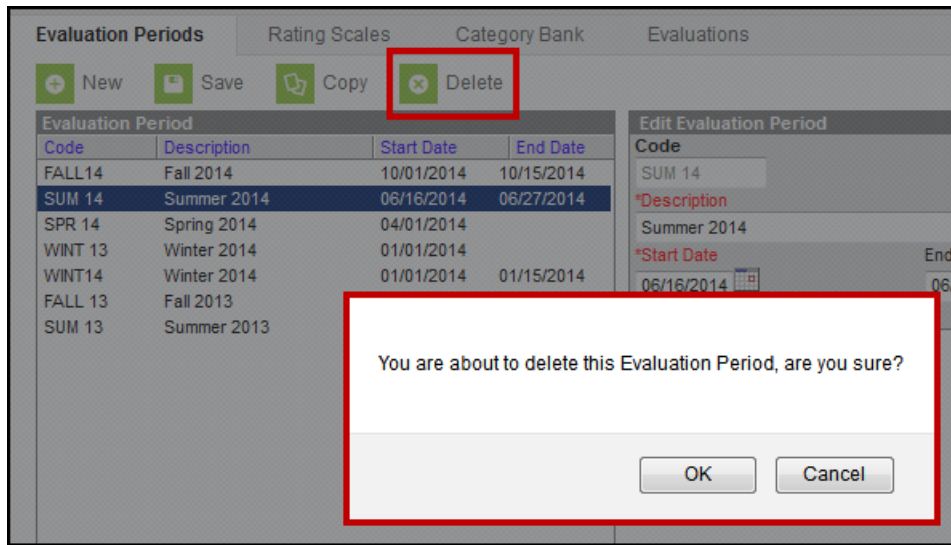 Evaluation Periods Rating Scales Category Bank Evaluations
New Save Copy Delete
Evaluation Period
Code Description Start Date End Date
FALL14 Fall 2014 10/01/2014 10/15/2014
SUM 14 Summer 2014 06/16/2014 06/27/2014
SPR 14 Spring 2014 04/01/2014
WINT 13 Winter 2014 01/01/2014
WINT14 Winter 2014 01/01/2014 01/15/2014
FALL 13 Fall 2013
SUM 13 Summer 2013
Edit Evaluation Period
Code
SUM 14
*Description
Summer 2014
*Start Date End
06/16/2014 06
You are about to delete this Evaluation Period, are you sure?
OK Cancel